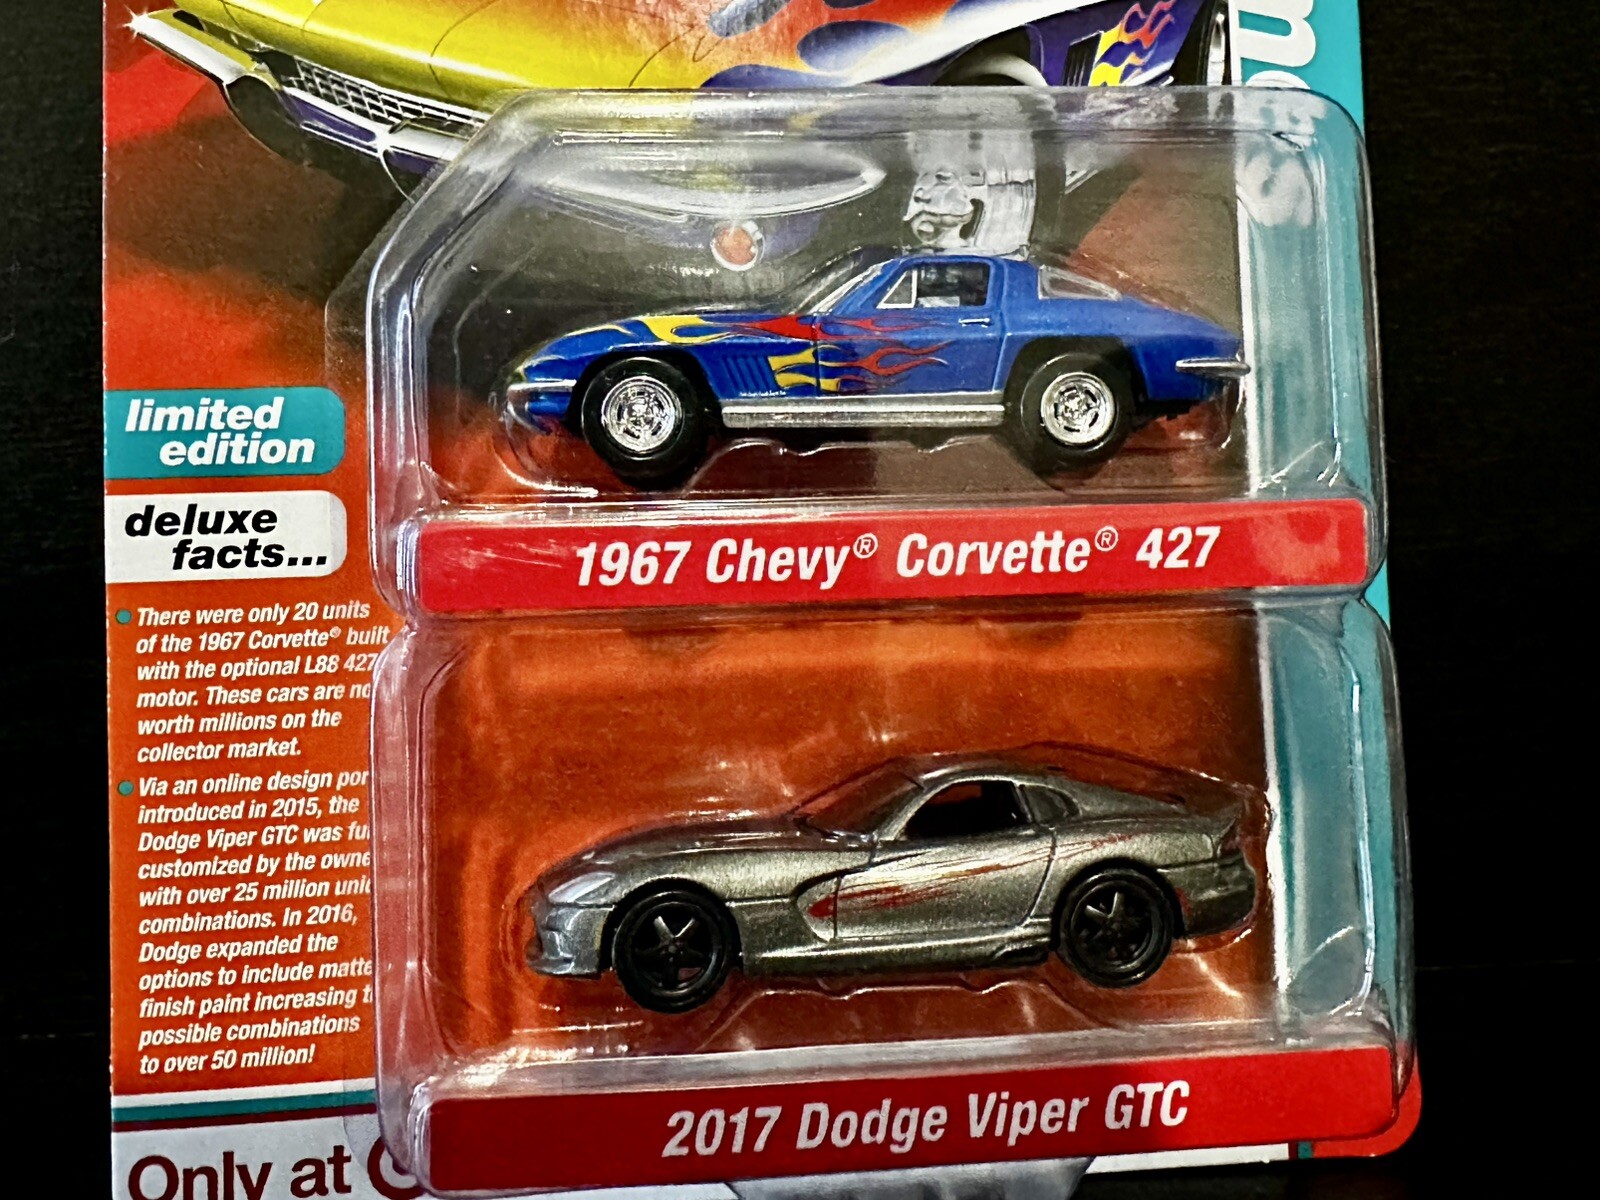 limited
edition
deluxe
facts...
There were only 20 units
of the 1967 Corvette® built
with the optional L88 427
motor. These cars are
worth millions on the
collector market.
Via an online design
introduced in 2015, the
Dodge Viper GTC was
customized by the
with over 25 million
combinations. In 2016,
Dodge expanded the
options to include matte
finish paint increasing
possible combinations
to over 50 million!
Only at
1967 Chevy® Corvette® 427
2017 Dodge Viper GTC